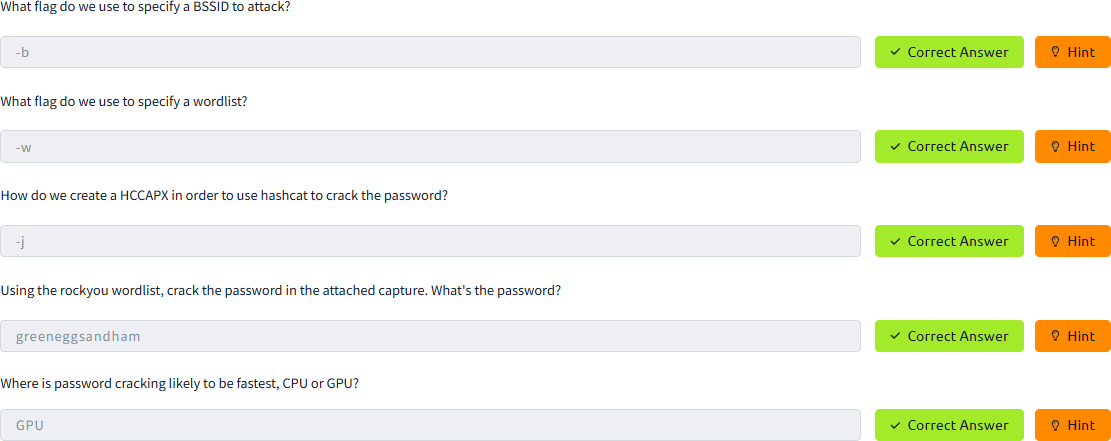 What flag do we use to specify a BSSID to attack?
-b Correct Answer Hint
What flag do we use to specify a wordlist?
-w Correct Answer Hint
How do we create a HCCAPX in order to use hashcat to crack the password?
-j Correct Answer Hint
Using the rockyou wordlist, crack the password in the attached capture. What's the password?
greeneggsandham Correct Answer Hint
Where is password cracking likely to be fastest, CPU or GPU?
GPU Correct Answer Hint